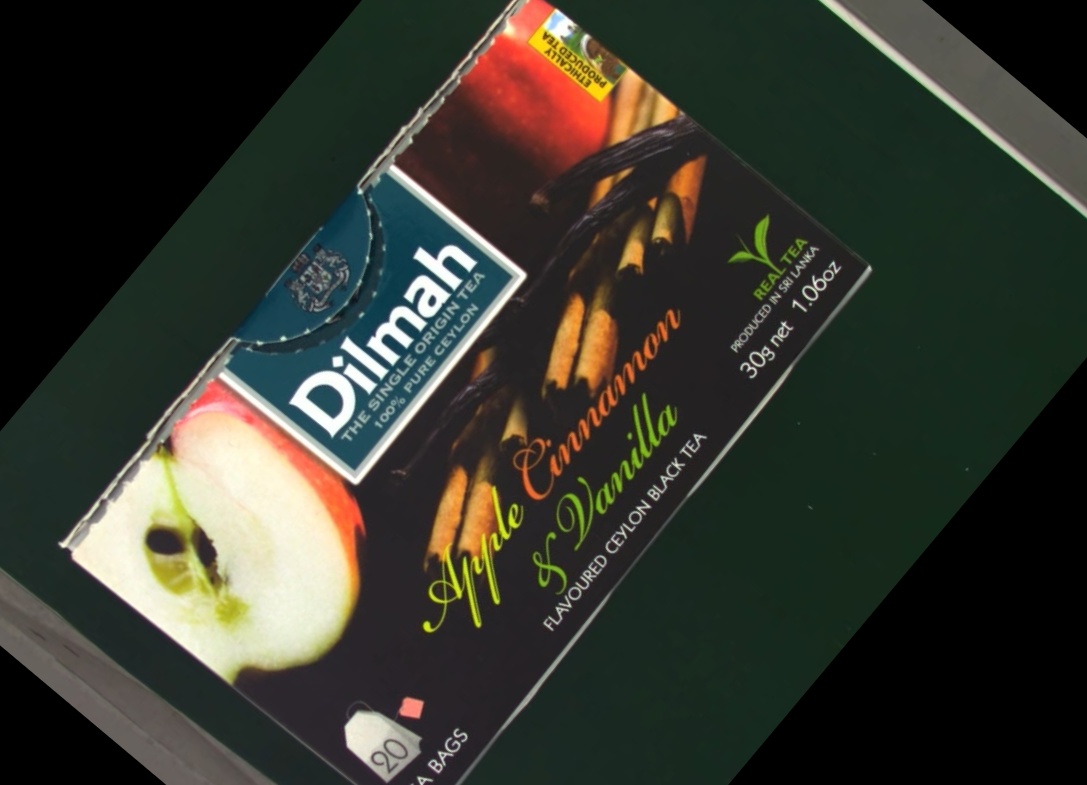 ETHICALLY
PRODUCED TEA
Dilmah
THE SINGLE ORIGIN TEA
100% PURE CEYLON
Apple Cinnamon
& Vanilla
FLAVOURED CEYLON BLACK TEA
REAL TEA
PRODUCED IN SRI LANKA
30g net 1.06oz
20
BAGS